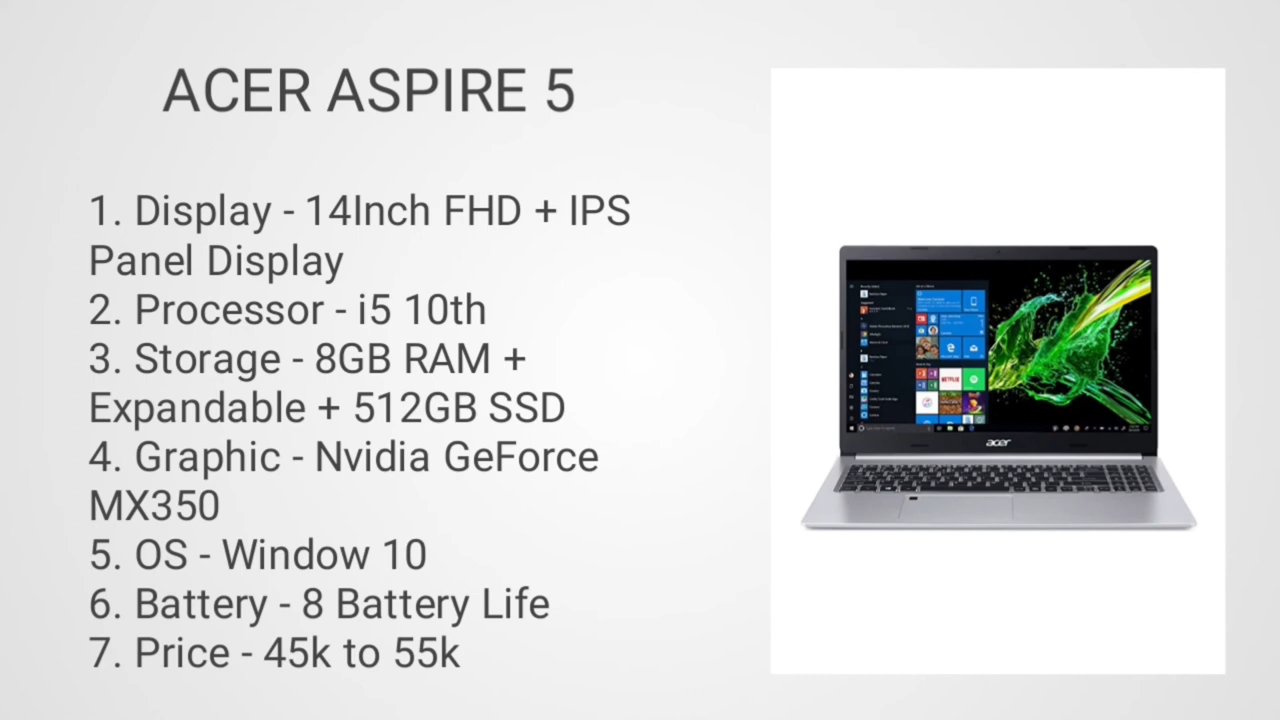 ACER ASPIRE 5
1. Display - 14Inch FHD + IPS
Panel Display
2. Processor - i5 10th
3. Storage - 8GB RAM +
Expandable + 512GB SSD
4. Graphic - Nvidia GeForce
MX350
5. OS - Window 10
6. Battery - 8 Battery Life
7. Price - 45k to 55k
NETFLIX
acer